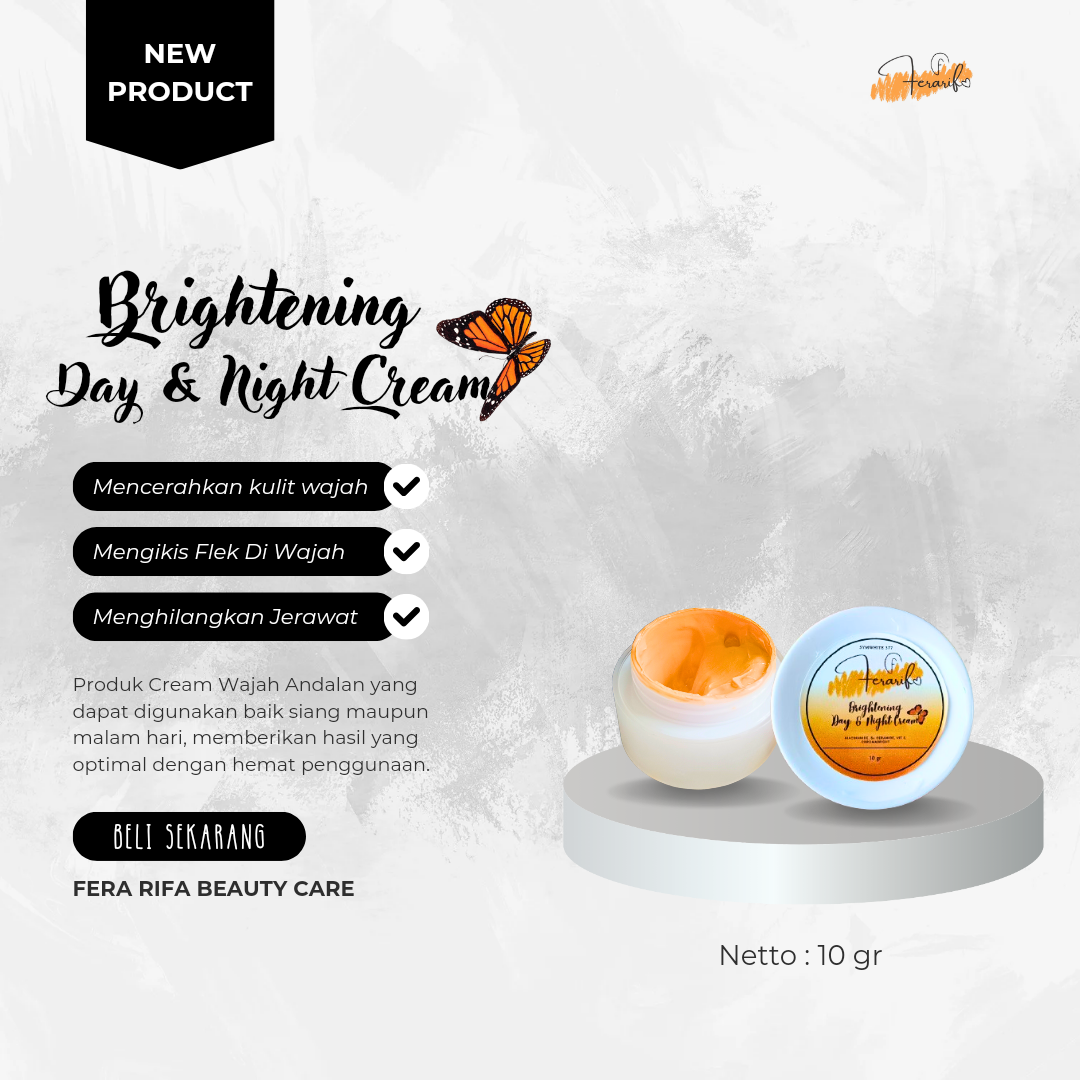 NEW
PRODUCT
Ferarifa
Brightening
Day & Night Cream
Mencerahkan kulit wajah
Mengikis Flek Di Wajah
Menghilangkan Jerawat
Produk Cream Wajah Andalan yang
dapat digunakan baik siang maupun
malam hari, memberikan hasil yang
optimal dengan hemat penggunaan.
BELI SEKARANG
FERA RIFA BEAUTY CARE
SYMWHITE 377
Ferarifa
Brightening
Day & Night Cream
10 gr
Netto : 10 gr